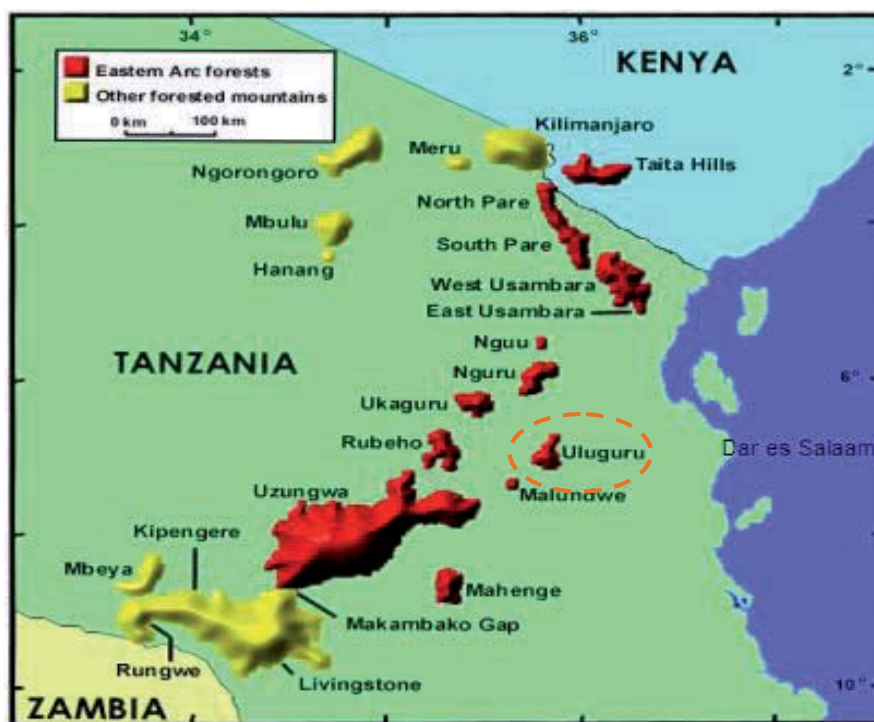 34°
36°
KENYA
2°
Eastern Arc forests
Other forested mountains
0 km 100 km
Kilimanjaro
Meru
Taita Hills
Ngorongoro
North Pare
Mbulu
South Pare
Hanang
West Usambara
East Usambara
TANZANIA
Nguu
Nguru
6°
Ukaguru
Rubeho
Uluguru
Dar es Salaam
Uzungwa
Malundwe
Kipengere
Mbeya
Mahenge
Makambako Gap
Rungwe
Livingstone
10°
ZAMBIA